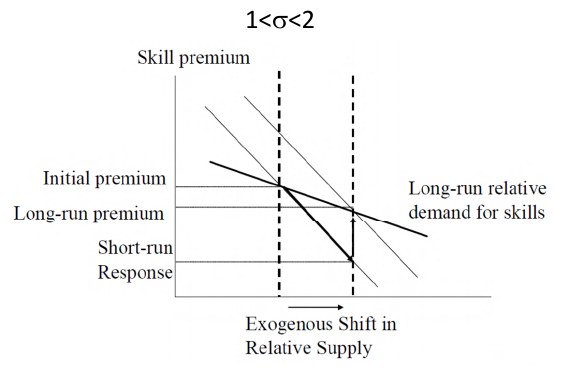 1<σ<2
Skill premium
Initial premium
Long-run premium
Short-run
Response
Long-run relative
demand for skills
Exogenous Shift in
Relative Supply